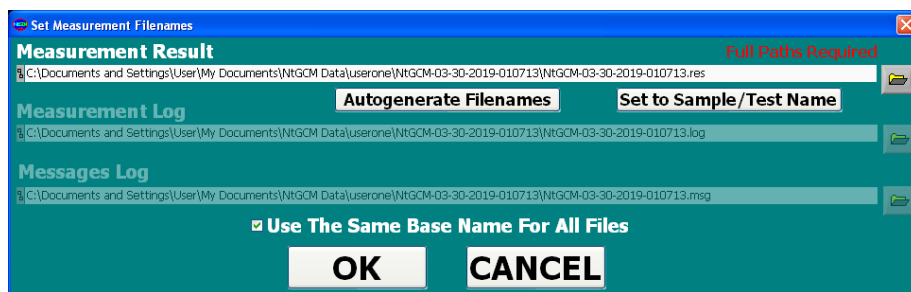 Set Measurement Filenames
Measurement Result Full Paths Required
C:\Documents and Settings\User\My Documents\NtGCM Data\userone\NtGCM-03-30-2019-010713\NtGCM-03-30-2019-010713.res
Autogenerate Filenames Set to Sample/Test Name
Measurement Log
C:\Documents and Settings\User\My Documents\NtGCM Data\userone\NtGCM-03-30-2019-010713\NtGCM-03-30-2019-010713.log
Messages Log
C:\Documents and Settings\User\My Documents\NtGCM Data\userone\NtGCM-03-30-2019-010713\NtGCM-03-30-2019-010713.msg
Use The Same Base Name For All Files
OK CANCEL